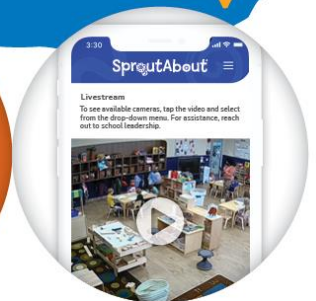 3:30
SproutAbout
Livestream
To see available cameras, tap the video and select
from the drop-down menu. For assistance, reach
out to school leadership.